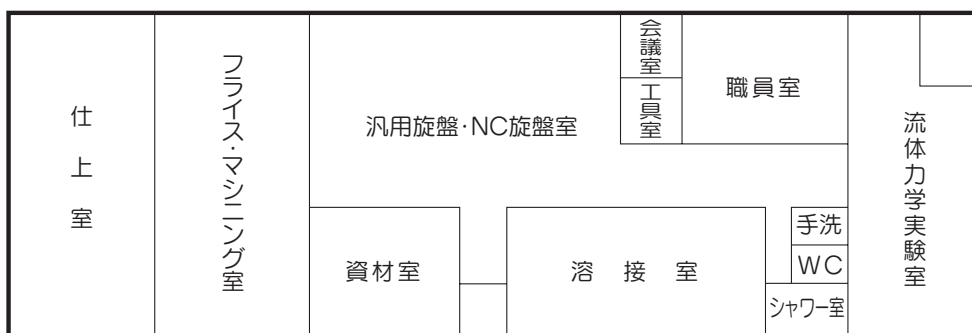 仕上室
フライス・マシニング室
汎用旋盤・NC旋盤室
会議室
工具室
職員室
流体力学実験室
資材室
溶接室
手洗
WC
シャワー室